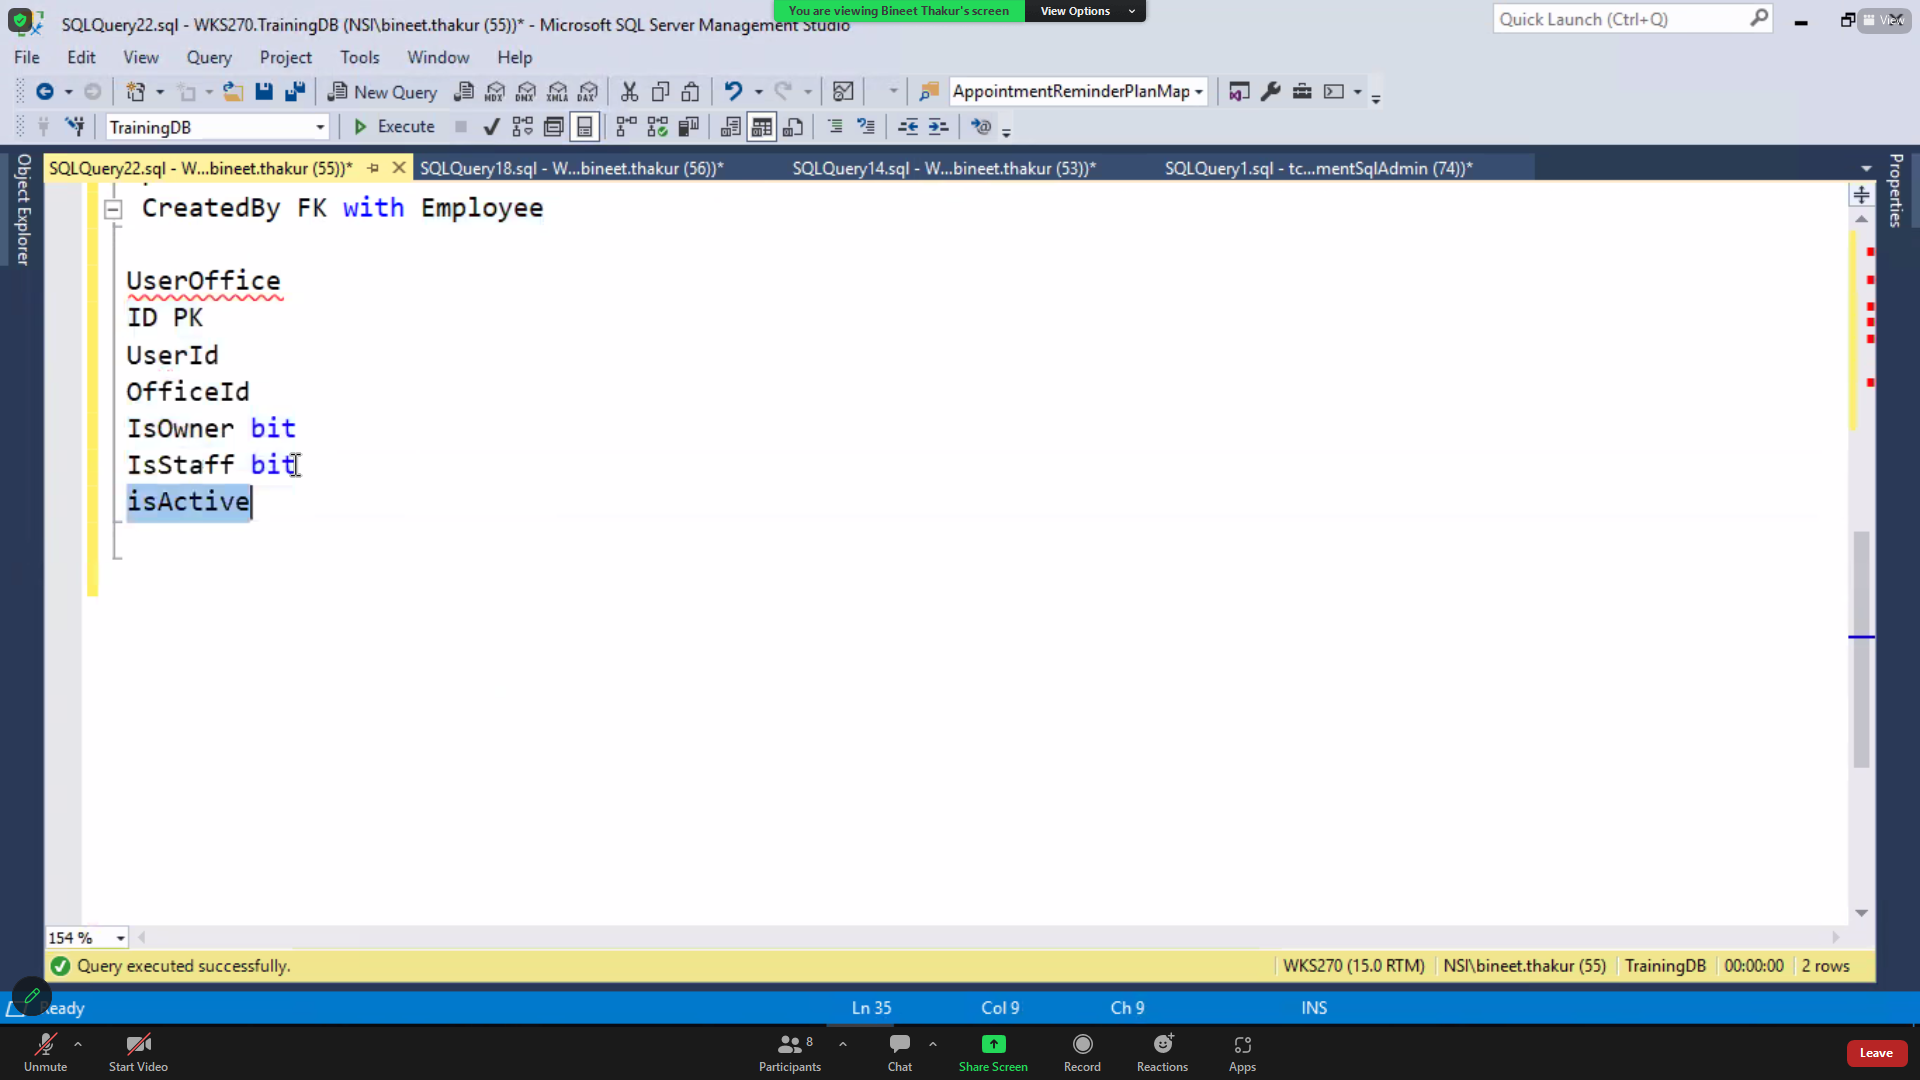 You are viewing Bineet Thakur's screen
View Options
View
SQLQuery22.sql - WKS270.TrainingDB (NSI\bineet.thakur (55))* - Microsoft SQL Server Management Studio
Quick Launch (Ctrl+Q)
File Edit View Query Project Tools Window Help
New Query
MDX DMX XMLA DAX
AppointmentReminderPlanMap
TrainingDB
Execute
SQLQuery22.sql - W...bineet.thakur (55))*
SQLQuery18.sql - W...bineet.thakur (56))*
SQLQuery14.sql - W...bineet.thakur (53))*
SQLQuery1.sql - tc...mentSqlAdmin (74))*
Object Explorer
Properties
CreatedBy FK with Employee
UserOffice
ID PK
UserId
OfficeId
IsOwner bit
IsStaff bit
isActive
154 %
Query executed successfully.
WKS270 (15.0 RTM)
NSI\bineet.thakur (55)
TrainingDB
00:00:00
2 rows
Ready
Ln 35
Col 9
Ch 9
INS
Unmute
Start Video
8
Participants
Chat
Share Screen
Record
Reactions
Apps
Leave